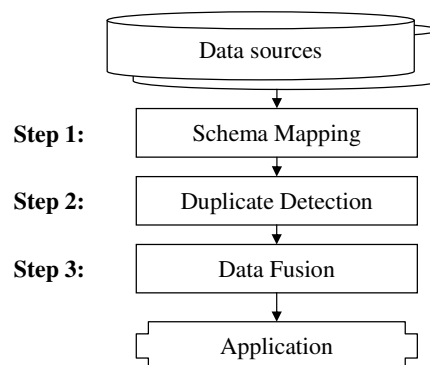 Data sources
Step 1: Schema Mapping
Step 2: Duplicate Detection
Step 3: Data Fusion
Application